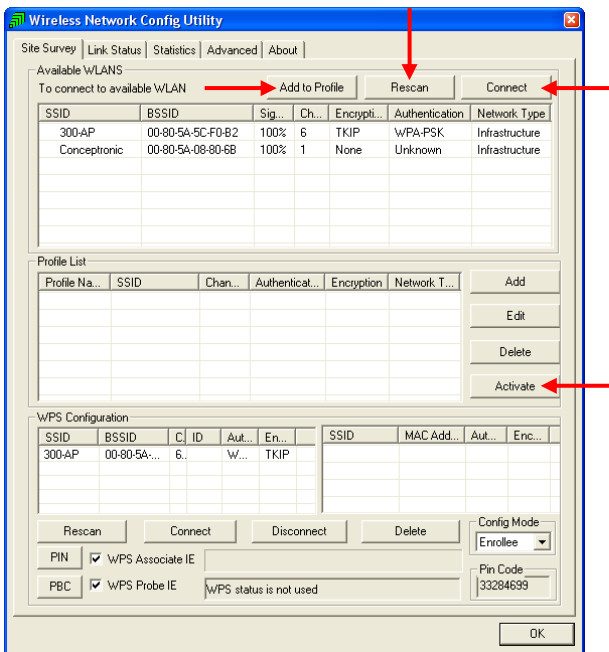 Wireless Network Config Utility
Site Survey Link Status Statistics Advanced About
Available WLANS
To connect to available WLAN Add to Profile Rescan Connect
SSID BSSID Sig... Ch... Encrypti... Authentication Network Type
300-AP 00-80-5A-5C-F0-B2 100% 6 TKIP WPA-PSK Infrastructure
Conceptronic 00-80-5A-08-80-6B 100% 1 None Unknown Infrastructure
Profile List
Profile Na... SSID Chan... Authenticat... Encryption Network T... Add
Edit
Delete
Activate
WPS Configuration
SSID BSSID C. ID Aut... En... SSID MAC Add... Aut... Enc...
300-AP 00-80-5A-... 6.. W... TKIP
Rescan Connect Disconnect Delete Config Mode
Enrollee
PIN WPS Associate IE
Pin Code
PBC WPS Probe IE WPS status is not used 33284699
OK